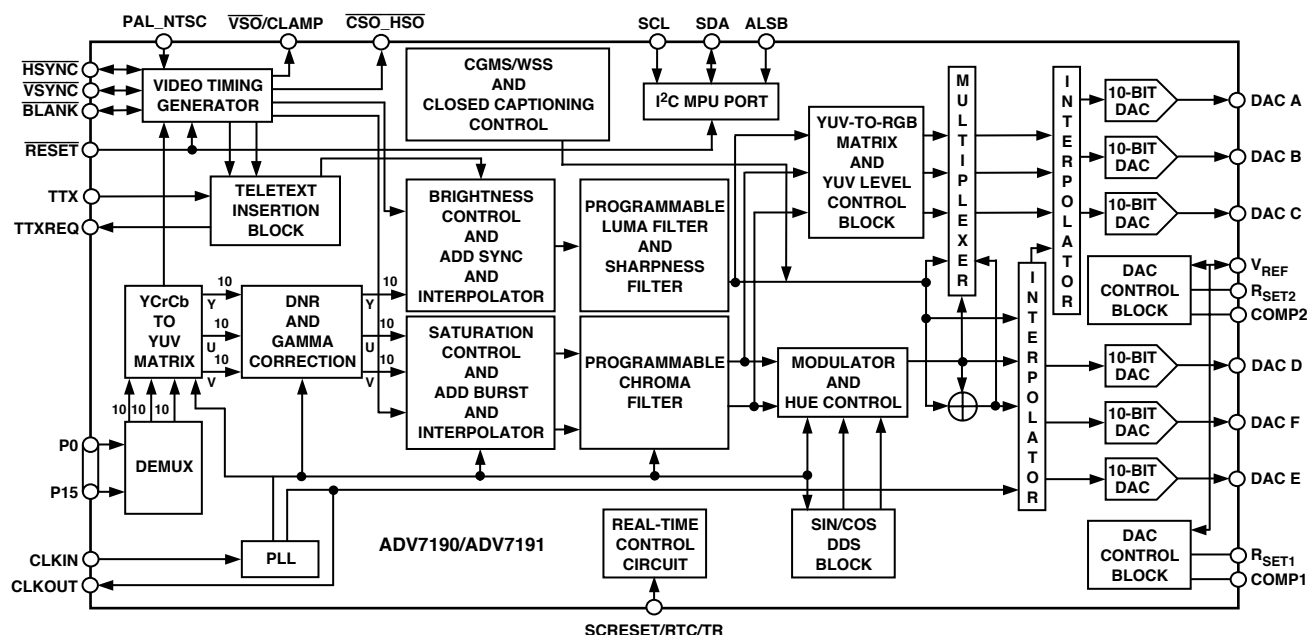 PAL_NTSC
VSO/CLAMP
CSO_HSO
SCL
SDA
ALSB
HSYNC
VSYNC
BLANK
RESET
TTX
TTXREQ
VIDEO TIMING
GENERATOR
CGMS/WSS
AND
CLOSED CAPTIONING
CONTROL
I²C MPU PORT
TELETEXT
INSERTION
BLOCK
BRIGHTNESS
CONTROL
AND
ADD SYNC
AND
INTERPOLATOR
PROGRAMMABLE
LUMA FILTER
AND
SHARPNESS
FILTER
YUV-TO-RGB
MATRIX
AND
YUV LEVEL
CONTROL
BLOCK
MULTIPLEXER
INTERPOLATOR
10-BIT
DAC
DAC A
10-BIT
DAC
DAC B
10-BIT
DAC
DAC C
DAC
CONTROL
BLOCK
VREF
RSET2
COMP2
YCrCb
TO
YUV
MATRIX
10
Y
10
U
10
V
DNR
AND
GAMMA
CORRECTION
10
Y
10
U
10
V
SATURATION
CONTROL
AND
ADD BURST
AND
INTERPOLATOR
PROGRAMMABLE
CHROMA
FILTER
MODULATOR
AND
HUE CONTROL
INTERPOLATOR
10-BIT
DAC
DAC D
10-BIT
DAC
DAC F
10-BIT
DAC
DAC E
10 10 10
P0
P15
DEMUX
CLKIN
CLKOUT
PLL
ADV7190/ADV7191
REAL-TIME
CONTROL
CIRCUIT
SIN/COS
DDS
BLOCK
DAC
CONTROL
BLOCK
RSET1
COMP1
SCRESET/RTC/TR